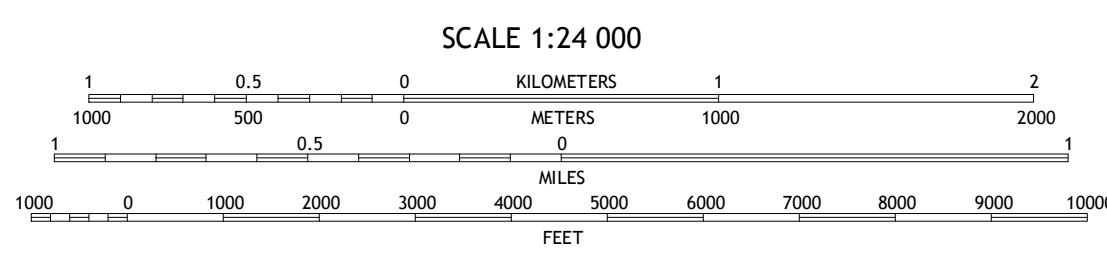 SCALE 1:24 000
1 0.5 0 KILOMETERS 1 2
1000 500 0 METERS 1000 2000
1 0.5 0 1
MILES
1000 0 1000 2000 3000 4000 5000 6000 7000 8000 9000 10000
FEET